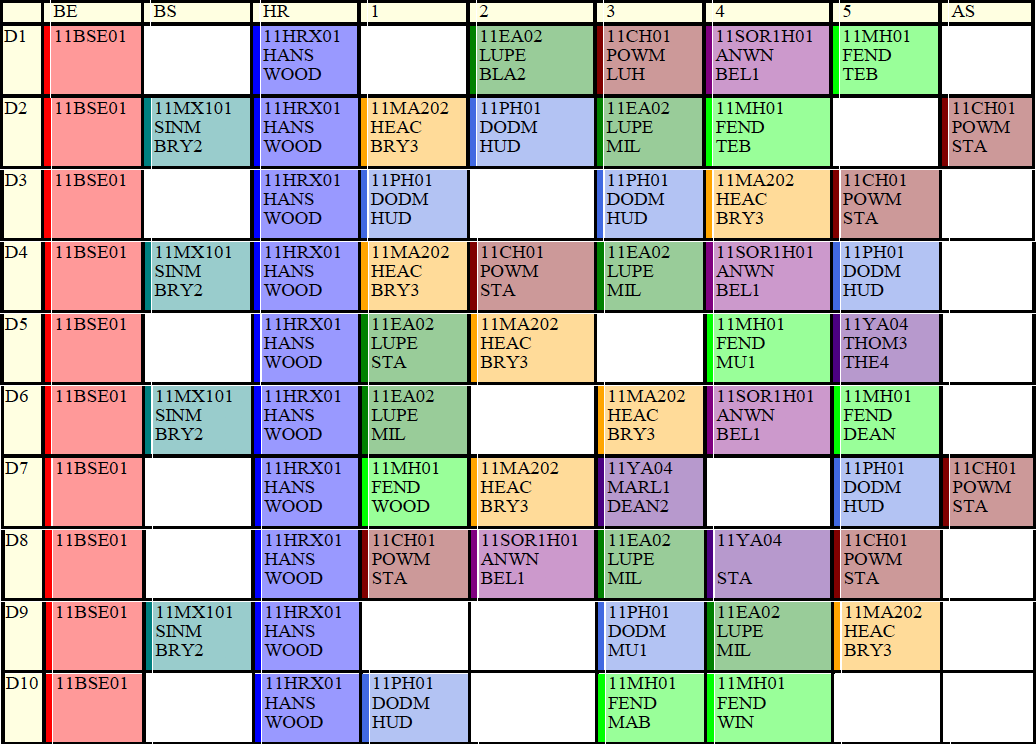 BE BS HR 1 2 3 4 5 AS
D1 11BSE01 11HRX01 11EA02 11CH01 11SOR1H01 11MH01
HANS LUPE POWM ANWN FEND
WOOD BLA2 LUH BEL1 TEB
D2 11BSE01 11MX101 11HRX01 11MA202 11PH01 11EA02 11MH01 11CH01
SINM HANS HEAC DODM LUPE FEND POWM
BRY2 WOOD BRY3 HUD MIL TEB STA
D3 11BSE01 11HRX01 11PH01 11PH01 11MA202 11CH01
HANS DODM DODM HEAC POWM
WOOD HUD HUD BRY3 STA
D4 11BSE01 11MX101 11HRX01 11MA202 11CH01 11EA02 11SOR1H01 11PH01
SINM HANS HEAC POWM LUPE ANWN DODM
BRY2 WOOD BRY3 STA MIL BEL1 HUD
D5 11BSE01 11HRX01 11EA02 11MA202 11MH01 11YA04
HANS LUPE HEAC FEND THOM3
WOOD STA BRY3 MU1 THE4
D6 11BSE01 11MX101 11HRX01 11EA02 11MA202 11SOR1H01 11MH01
SINM HANS LUPE HEAC ANWN FEND
BRY2 WOOD MIL BRY3 BEL1 DEAN
D7 11BSE01 11HRX01 11MH01 11MA202 11YA04 11PH01 11CH01
HANS FEND HEAC MARL1 DODM POWM
WOOD WOOD BRY3 DEAN2 HUD STA
D8 11BSE01 11HRX01 11CH01 11SOR1H01 11EA02 11YA04 11CH01
HANS POWM ANWN LUPE POWM
WOOD STA BEL1 MIL STA STA
D9 11BSE01 11MX101 11HRX01 11PH01 11EA02 11MA202
SINM HANS DODM LUPE HEAC
BRY2 WOOD MU1 MIL BRY3
D10 11BSE01 11HRX01 11PH01 11MH01 11MH01
HANS DODM FEND FEND
WOOD HUD MAB WIN